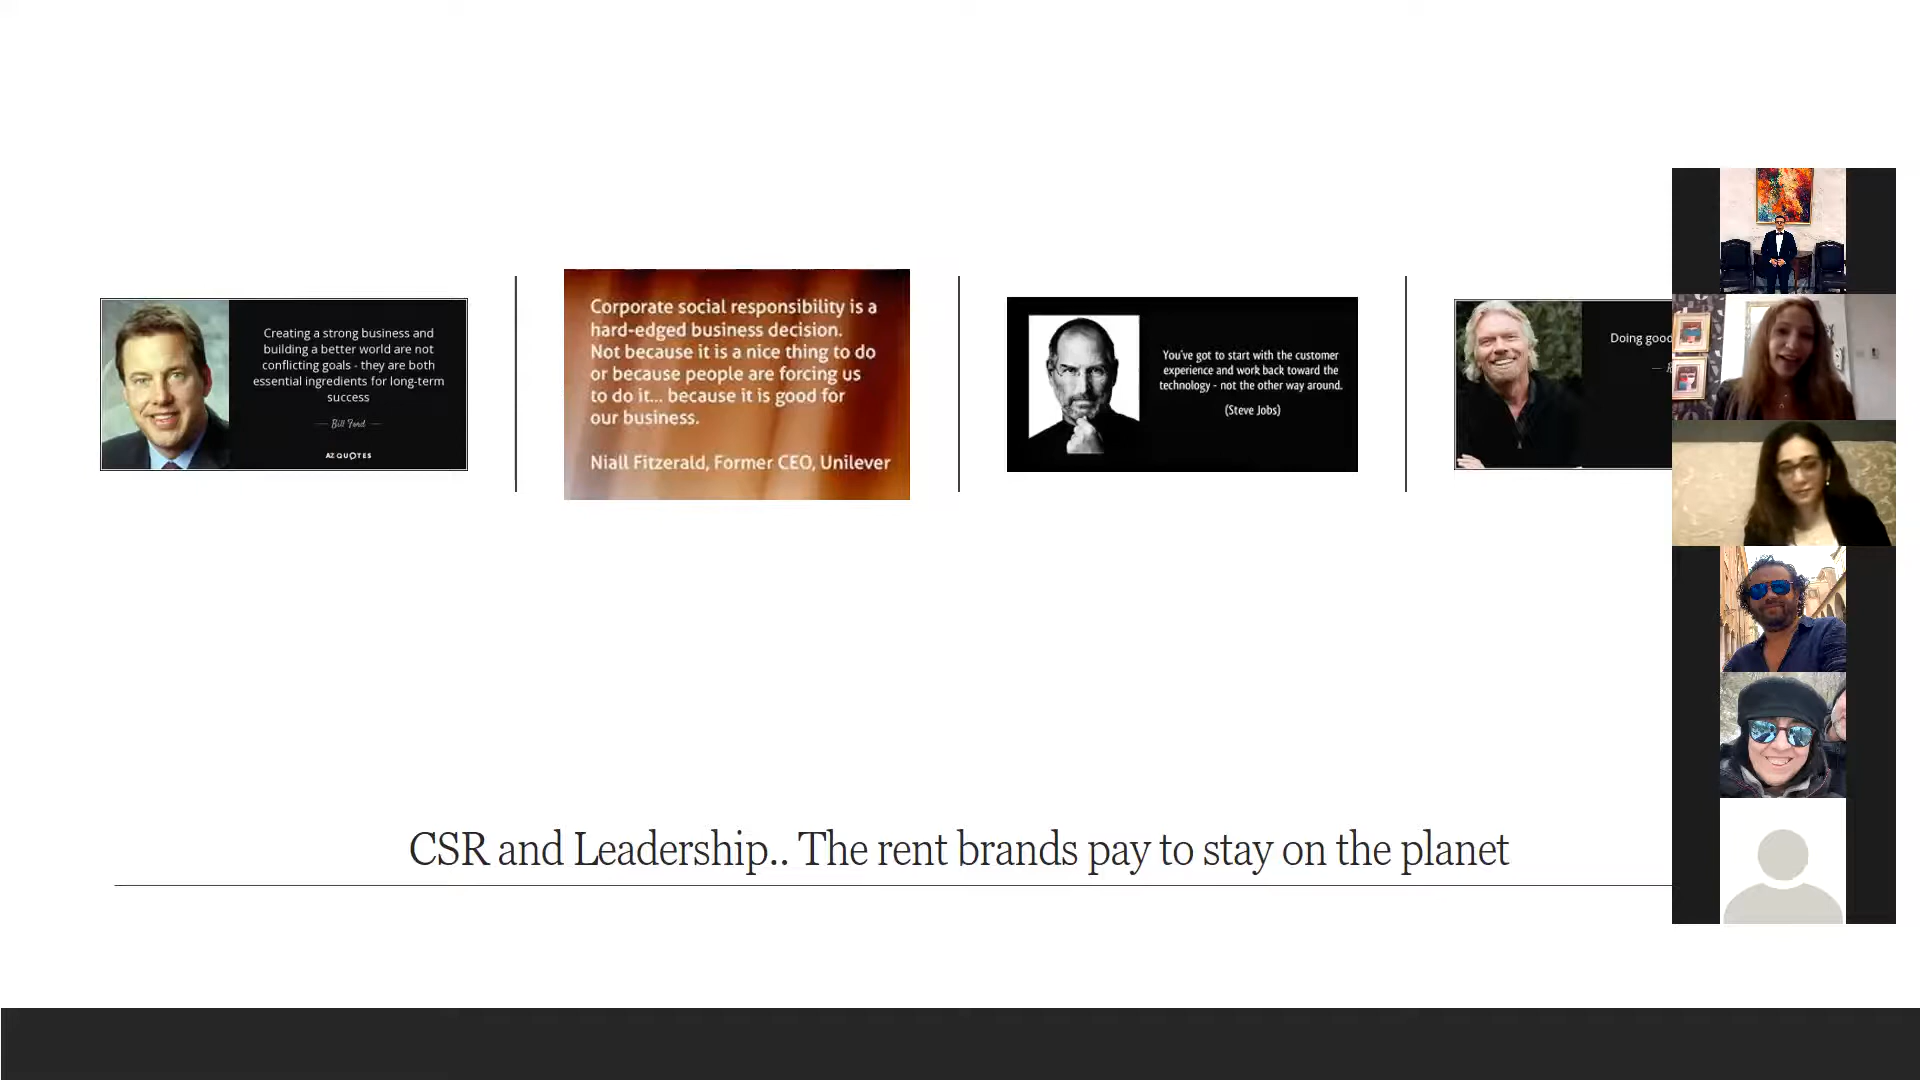 Creating a strong business and
building a better world are not
conflicting goals - they are both
essential ingredients for long-term
success
Bill Ford
AZ QUOTES
Corporate social responsibility is a
hard-edged business decision.
Not because it is a nice thing to do
or because people are forcing us
to do it... because it is good for
our business.
Niall Fitzerald, Former CEO, Unilever
You've got to start with the customer
experience and work back toward the
technology - not the other way around.
(Steve Jobs)
Doing good
CSR and Leadership.. The rent brands pay to stay on the planet